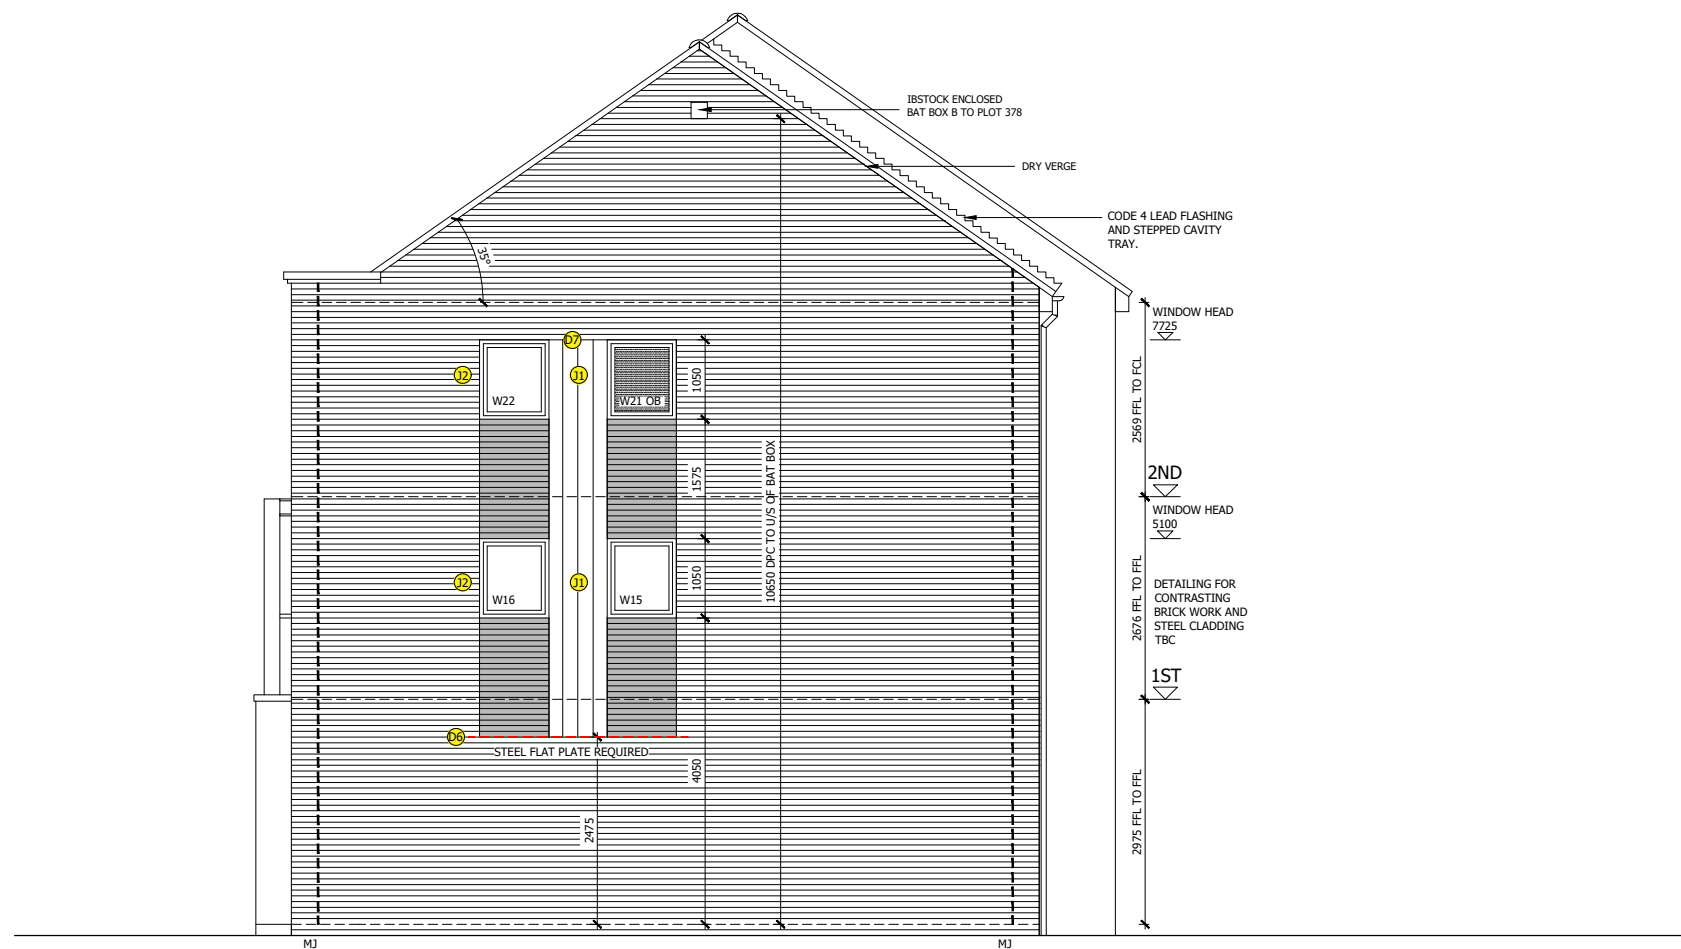 IBSTOCK ENCLOSED
BAT BOX B TO PLOT 378
DRY VERGE
CODE 4 LEAD FLASHING
AND STEPPED CAVITY
TRAY.
35°
WINDOW HEAD
7725
D7
J2
J1
W22
W21 OB
1050
2569 FFL TO FCL
1575
10650 DPC TO U/S OF BAT BOX
2ND
WINDOW HEAD
5100
J2
J1
W16
W15
1050
2676 FFL TO FFL
DETAILING FOR
CONTRASTING
BRICK WORK AND
STEEL CLADDING
TBC
1ST
D6
STEEL FLAT PLATE REQUIRED
4050
2475
2975 FFL TO FFL
MJ
MJ